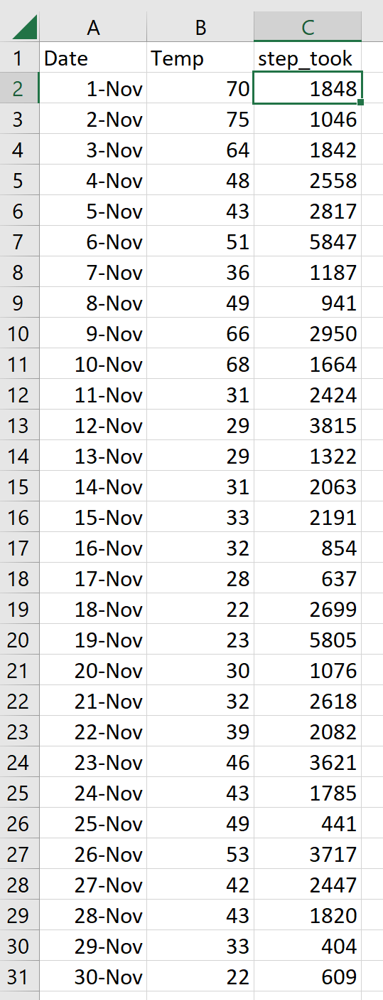 A B C
1 Date Temp step_took
2 1-Nov 70 1848
3 2-Nov 75 1046
4 3-Nov 64 1842
5 4-Nov 48 2558
6 5-Nov 43 2817
7 6-Nov 51 5847
8 7-Nov 36 1187
9 8-Nov 49 941
10 9-Nov 66 2950
11 10-Nov 68 1664
12 11-Nov 31 2424
13 12-Nov 29 3815
14 13-Nov 29 1322
15 14-Nov 31 2063
16 15-Nov 33 2191
17 16-Nov 32 854
18 17-Nov 28 637
19 18-Nov 22 2699
20 19-Nov 23 5805
21 20-Nov 30 1076
22 21-Nov 32 2618
23 22-Nov 39 2082
24 23-Nov 46 3621
25 24-Nov 43 1785
26 25-Nov 49 441
27 26-Nov 53 3717
28 27-Nov 42 2447
29 28-Nov 43 1820
30 29-Nov 33 404
31 30-Nov 22 609